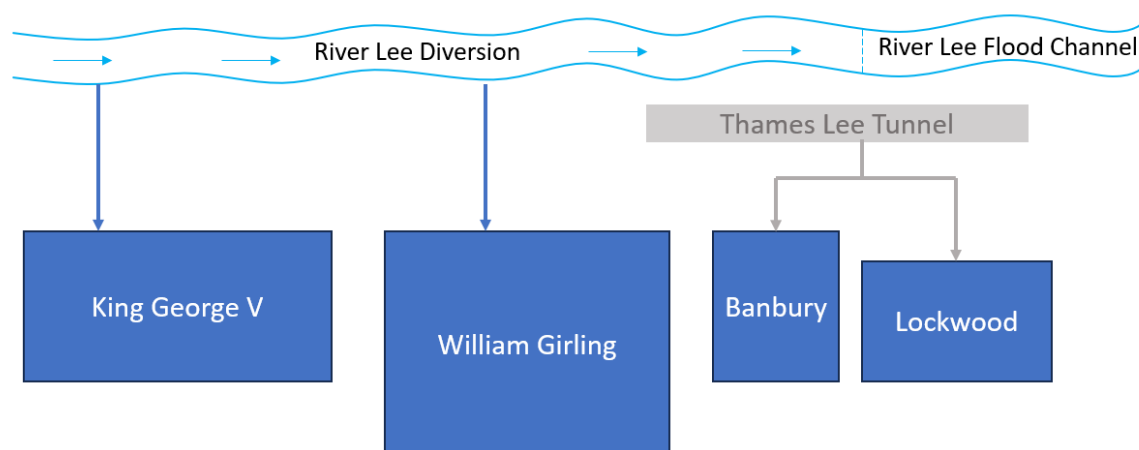 River Lee Diversion
River Lee Flood Channel
Thames Lee Tunnel
King George V
William Girling
Banbury
Lockwood